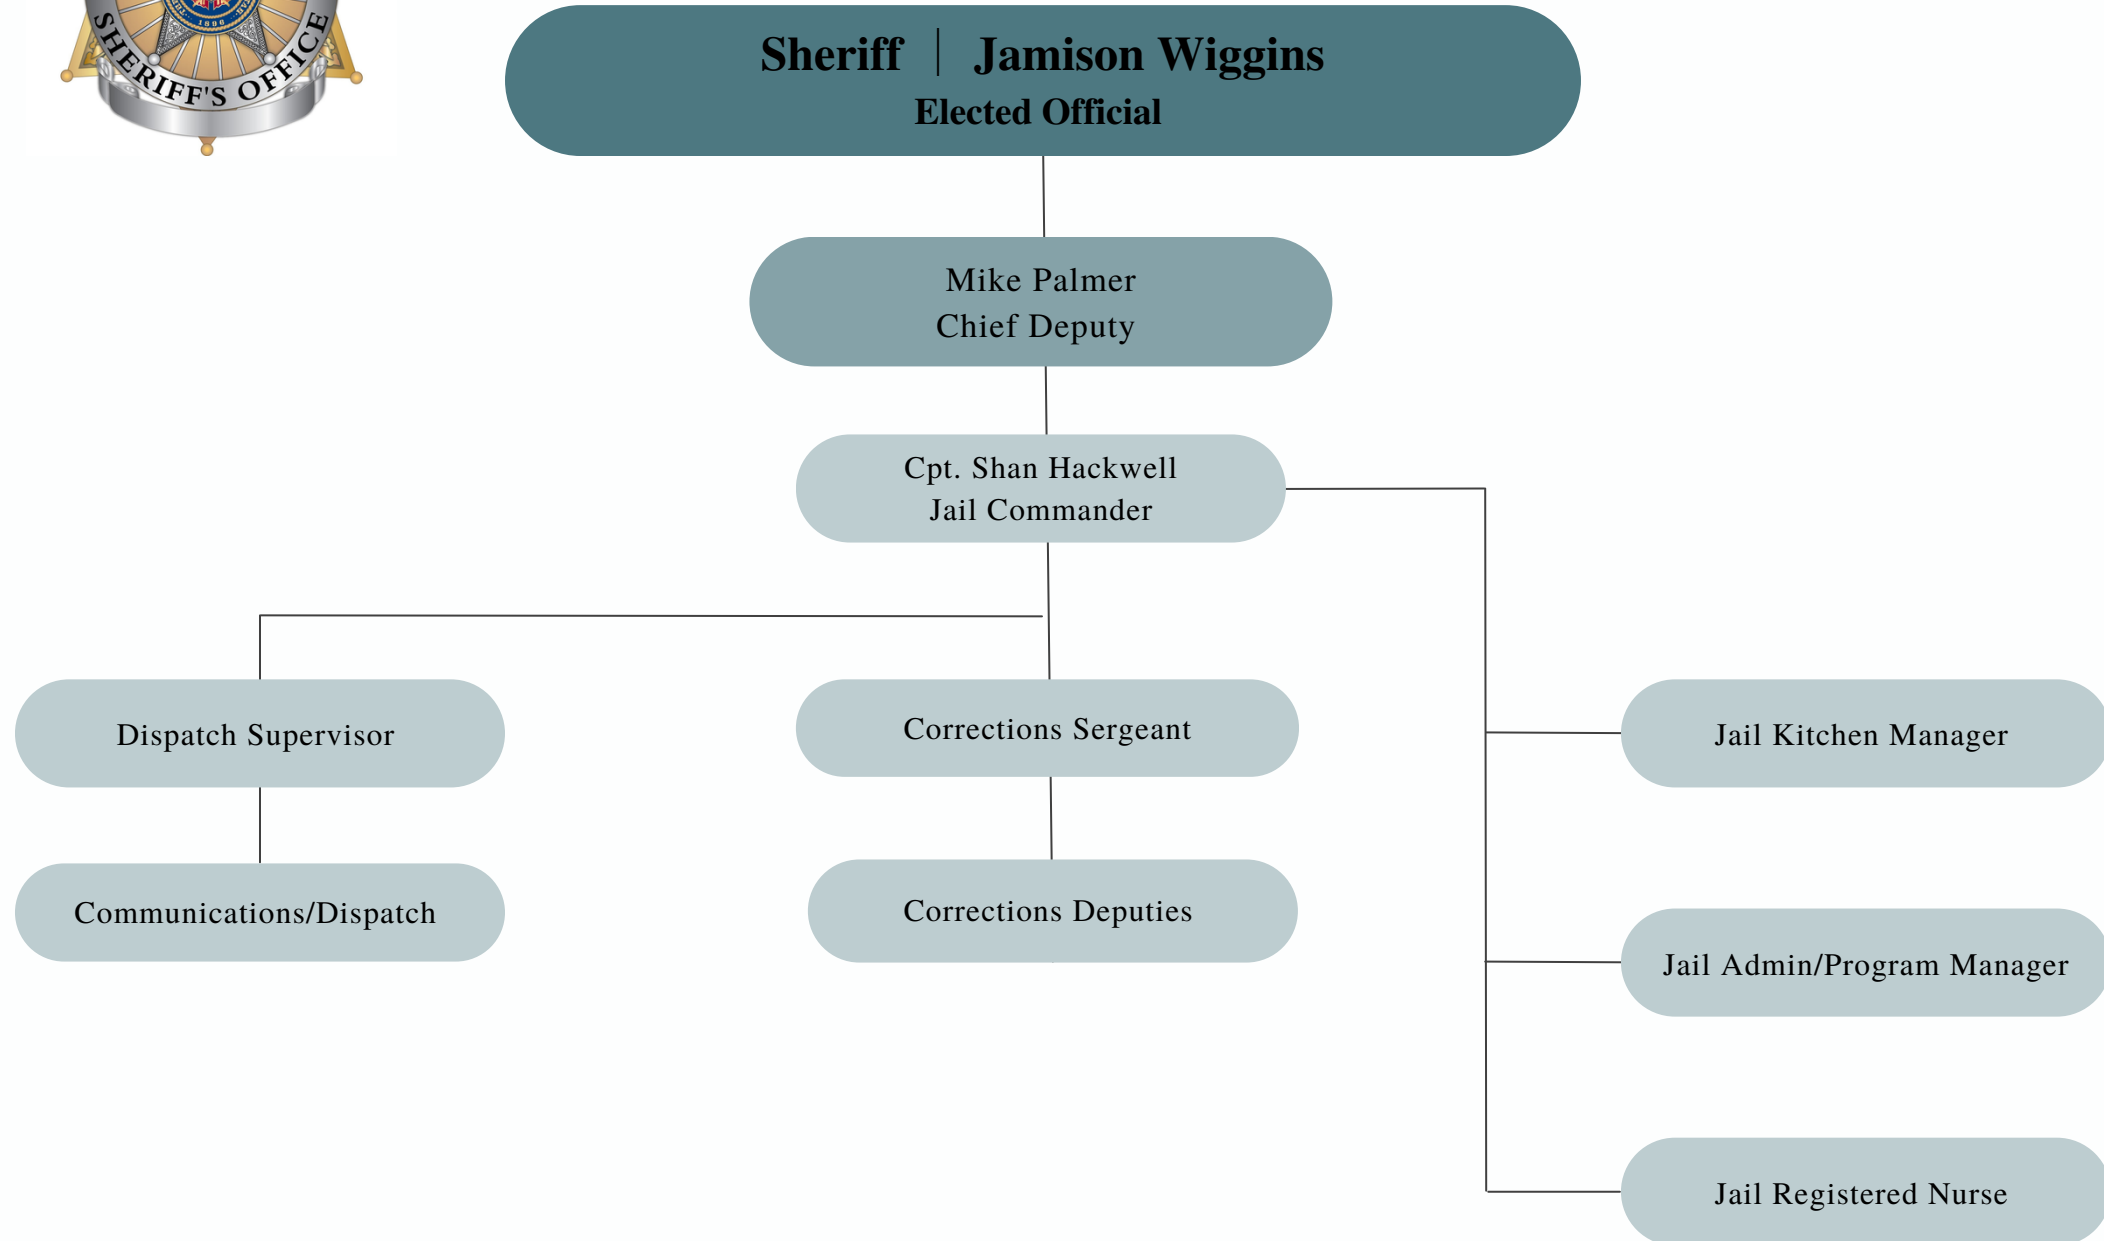 SHERIFF'S OFFICE
1896
Sheriff | Jamison Wiggins
Elected Official
Mike Palmer
Chief Deputy
Cpt. Shan Hackwell
Jail Commander
Dispatch Supervisor
Corrections Sergeant
Jail Kitchen Manager
Communications/Dispatch
Corrections Deputies
Jail Admin/Program Manager
Jail Registered Nurse